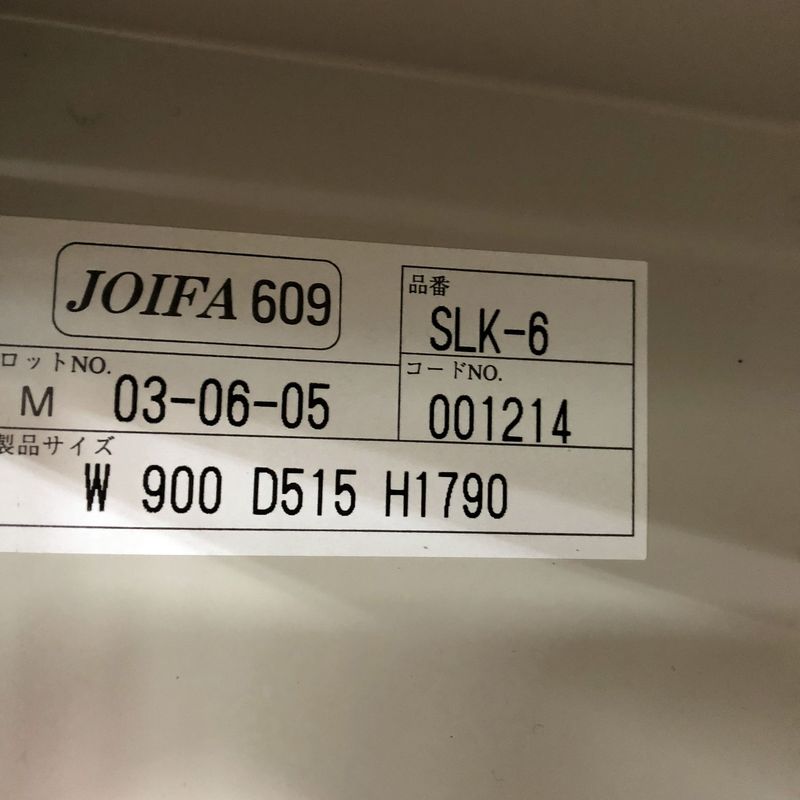 JOIFA 609
品番
SLK-6
ロットNO.
M 03-06-05
コードNO.
001214
製品サイズ
W 900 D515 H1790